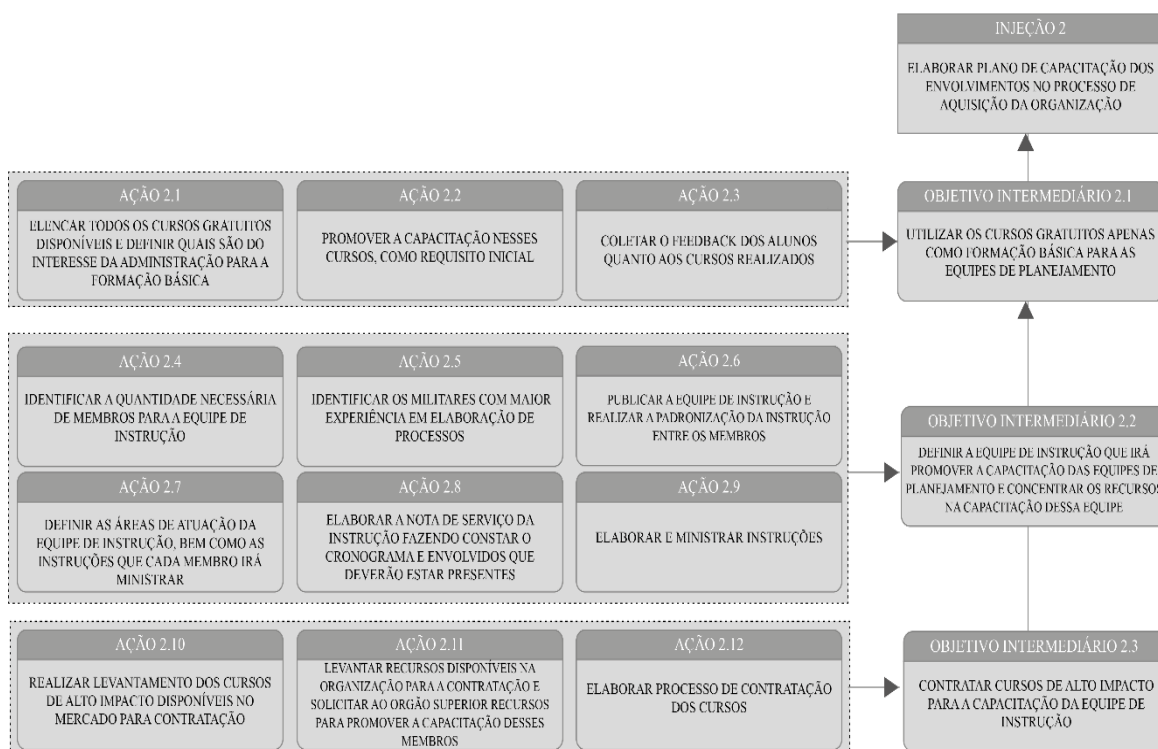 INJEÇÃO 2
ELABORAR PLANO DE CAPACITAÇÃO DOS
ENVOLVIMENTOS NO PROCESSO DE
AQUISIÇÃO DA ORGANIZAÇÃO
AÇÃO 2.1
ELENCAR TODOS OS CURSOS GRATUITOS
DISPONÍVEIS E DEFINIR QUAIS SÃO DO
INTERESSE DA ADMINISTRAÇÃO PARA A
FORMAÇÃO BÁSICA
AÇÃO 2.2
PROMOVER A CAPACITAÇÃO NESSES
CURSOS, COMO REQUISITO INICIAL
AÇÃO 2.3
COLETAR O FEEDBACK DOS ALUNOS
QUANTO AOS CURSOS REALIZADOS
OBJETIVO INTERMEDIÁRIO 2.1
UTILIZAR OS CURSOS GRATUITOS APENAS
COMO FORMAÇÃO BÁSICA PARA AS
EQUIPES DE PLANEJAMENTO
AÇÃO 2.4
IDENTIFICAR A QUANTIDADE NECESSÁRIA
DE MEMBROS PARA A EQUIPE DE
INSTRUÇÃO
AÇÃO 2.5
IDENTIFICAR OS MILITARES COM MAIOR
EXPERIÊNCIA EM ELABORAÇÃO DE
PROCESSOS
AÇÃO 2.6
PUBLICAR A EQUIPE DE INSTRUÇÃO E
REALIZAR A PADRONIZAÇÃO DA INSTRUÇÃO
ENTRE OS MEMBROS
AÇÃO 2.7
DEFINIR AS ÁREAS DE ATUAÇÃO DA
EQUIPE DE INSTRUÇÃO, BEM COMO AS
INSTRUÇÕES QUE CADA MEMBRO IRÁ
MINISTRAR
AÇÃO 2.8
ELABORAR A NOTA DE SERVIÇO DA
INSTRUÇÃO FAZENDO CONSTAR O
CRONOGRAMA E ENVOLVIDOS QUE
DEVERÃO ESTAR PRESENTES
AÇÃO 2.9
ELABORAR E MINISTRAR INSTRUÇÕES
OBJETIVO INTERMEDIÁRIO 2.2
DEFINIR A EQUIPE DE INSTRUÇÃO QUE IRÁ
PROMOVER A CAPACITAÇÃO DAS EQUIPES DE
PLANEJAMENTO E CONCENTRAR OS RECURSOS
NA CAPACITAÇÃO DESSA EQUIPE
AÇÃO 2.10
REALIZAR LEVANTAMENTO DOS CURSOS
DE ALTO IMPACTO DISPONÍVEIS NO
MERCADO PARA CONTRATAÇÃO
AÇÃO 2.11
LEVANTAR RECURSOS DISPONÍVEIS NA
ORGANIZAÇÃO PARA A CONTRATAÇÃO E
SOLICITAR AO ORGÃO SUPERIOR RECURSOS
PARA PROMOVER A CAPACITAÇÃO DESSES
MEMBROS
AÇÃO 2.12
ELABORAR PROCESSO DE CONTRATAÇÃO
DOS CURSOS
OBJETIVO INTERMEDIÁRIO 2.3
CONTRATAR CURSOS DE ALTO IMPACTO
PARA A CAPACITAÇÃO DA EQUIPE DE
INSTRUÇÃO